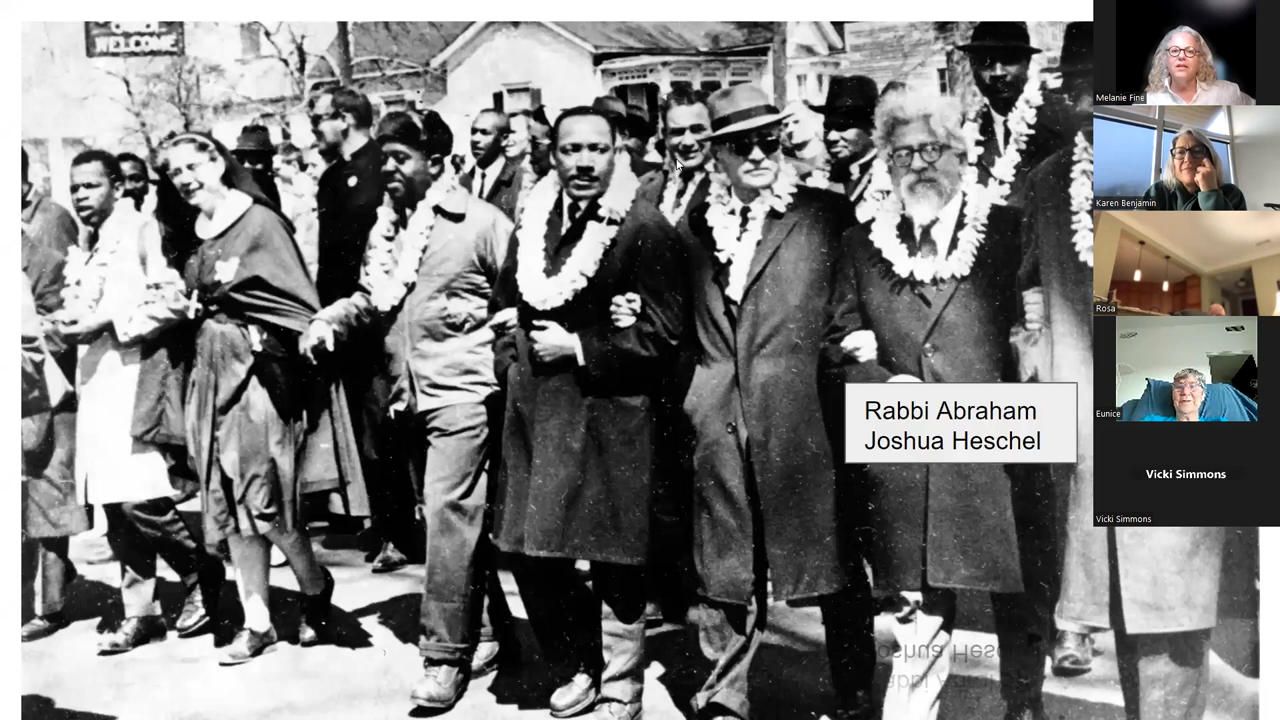 WELCOME
Rabbi Abraham
Joshua Heschel
Melanie Fine
Karen Benjamin
Rosa
Eunice
Vicki Simmons
Vicki Simmons